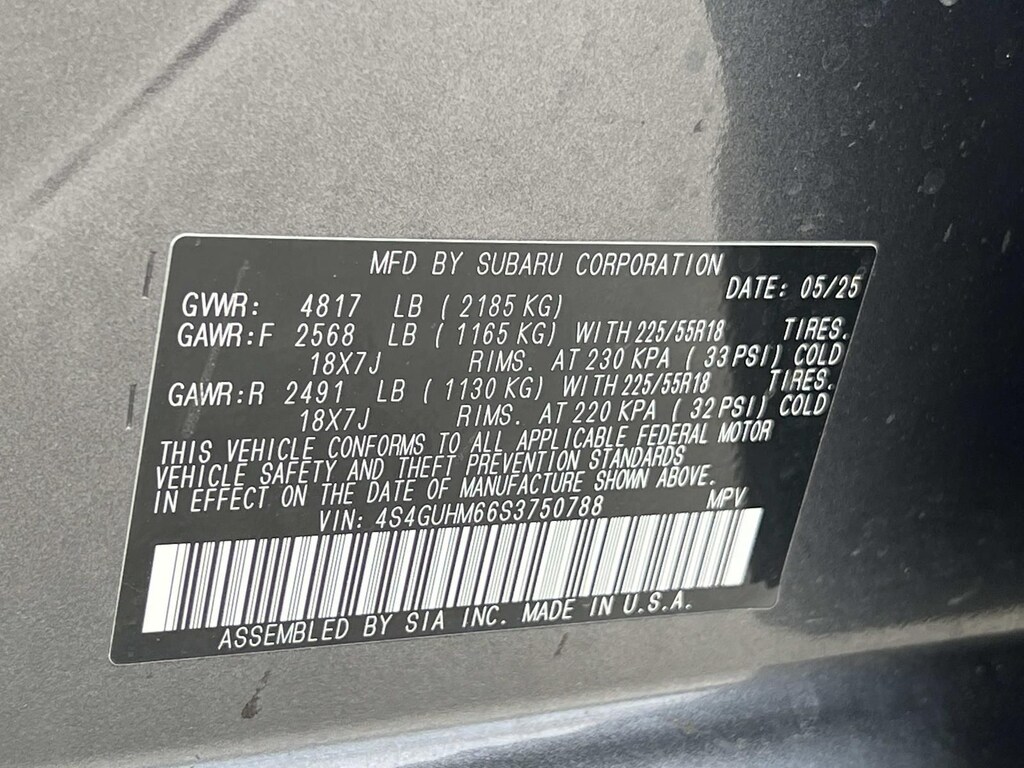 MFD BY SUBARU CORPORATION
DATE: 05/25
GVWR: 4817 LB ( 2185 KG)
GAWR:F 2568 LB ( 1165 KG) WITH 225/55R18 TIRES.
18X7J RIMS. AT 230 KPA ( 33 PSI) COLD
GAWR:R 2491 LB ( 1130 KG) WITH 225/55R18 TIRES.
18X7J RIMS. AT 220 KPA ( 32 PSI) COLD
THIS VEHICLE CONFORMS TO ALL APPLICABLE FEDERAL MOTOR
VEHICLE SAFETY AND THEFT PREVENTION STANDARDS
IN EFFECT ON THE DATE OF MANUFACTURE SHOWN ABOVE.
VIN: 4S4GUHM66S3750788 MPV
ASSEMBLED BY SIA INC. MADE IN U.S.A.